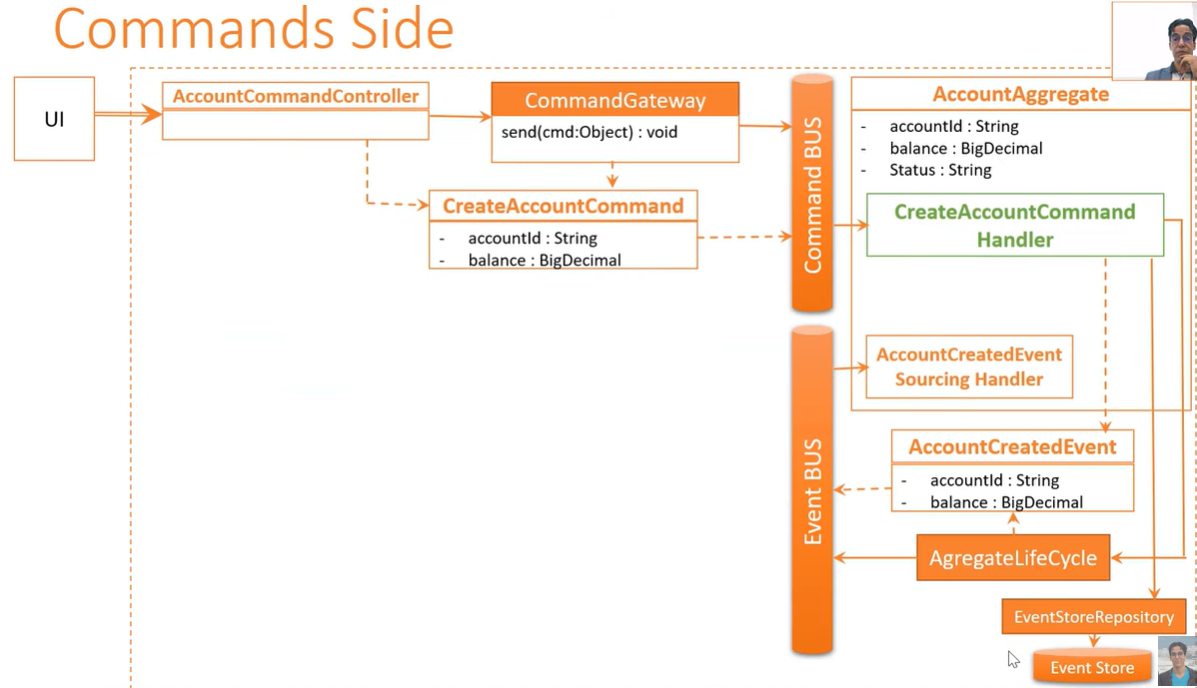 Commands Side
UI
AccountCommandController
CommandGateway
send(cmd:Object) : void
CreateAccountCommand
- accountId : String
- balance : BigDecimal
Command BUS
AccountAggregate
- accountId : String
- balance : BigDecimal
- Status : String
CreateAccountCommand
Handler
Event BUS
AccountCreatedEvent
Sourcing Handler
AccountCreatedEvent
- accountId : String
- balance : BigDecimal
AgregateLifeCycle
EventStoreRepository
Event Store